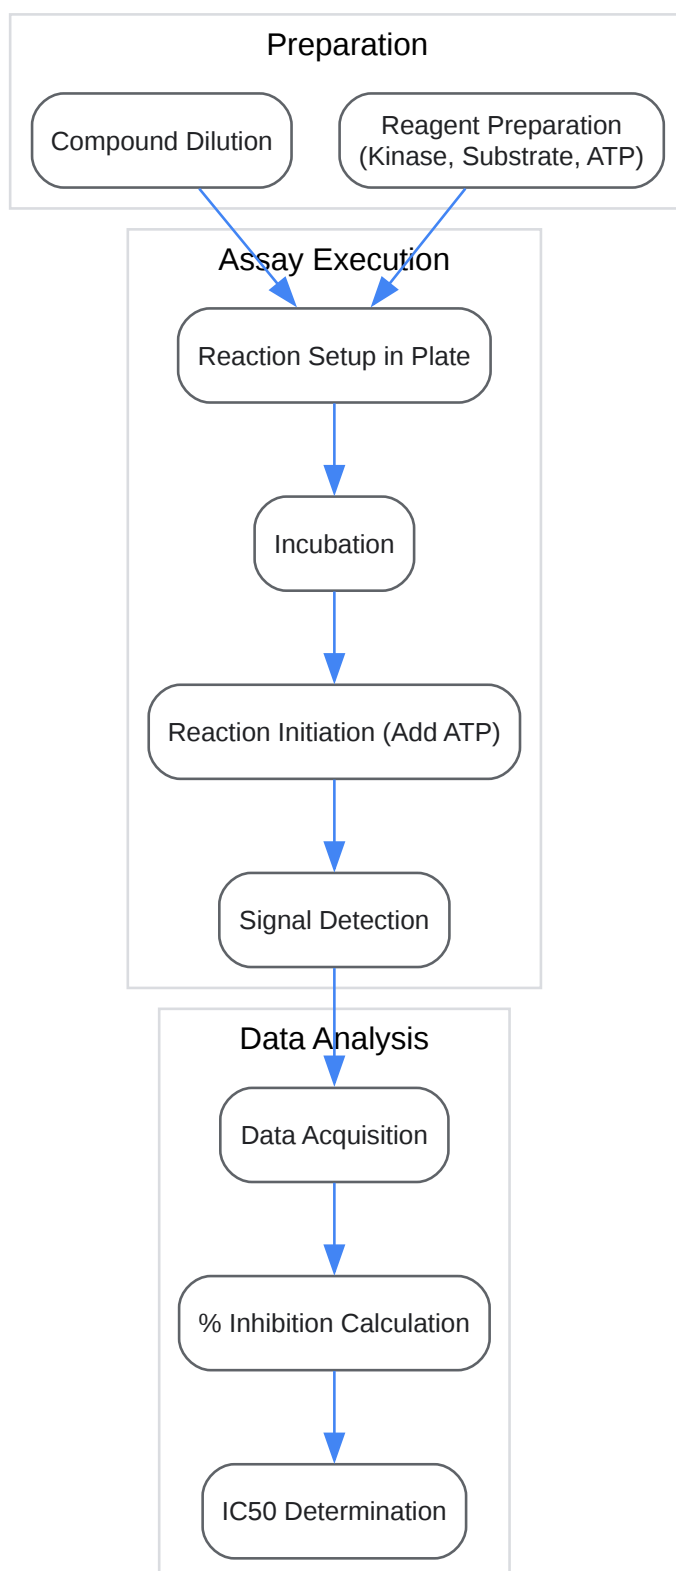 Preparation
Compound Dilution
Reagent Preparation
(Kinase, Substrate, ATP)
Assay Execution
Reaction Setup in Plate
Incubation
Reaction Initiation (Add ATP)
Signal Detection
Data Analysis
Data Acquisition
% Inhibition Calculation
IC50 Determination